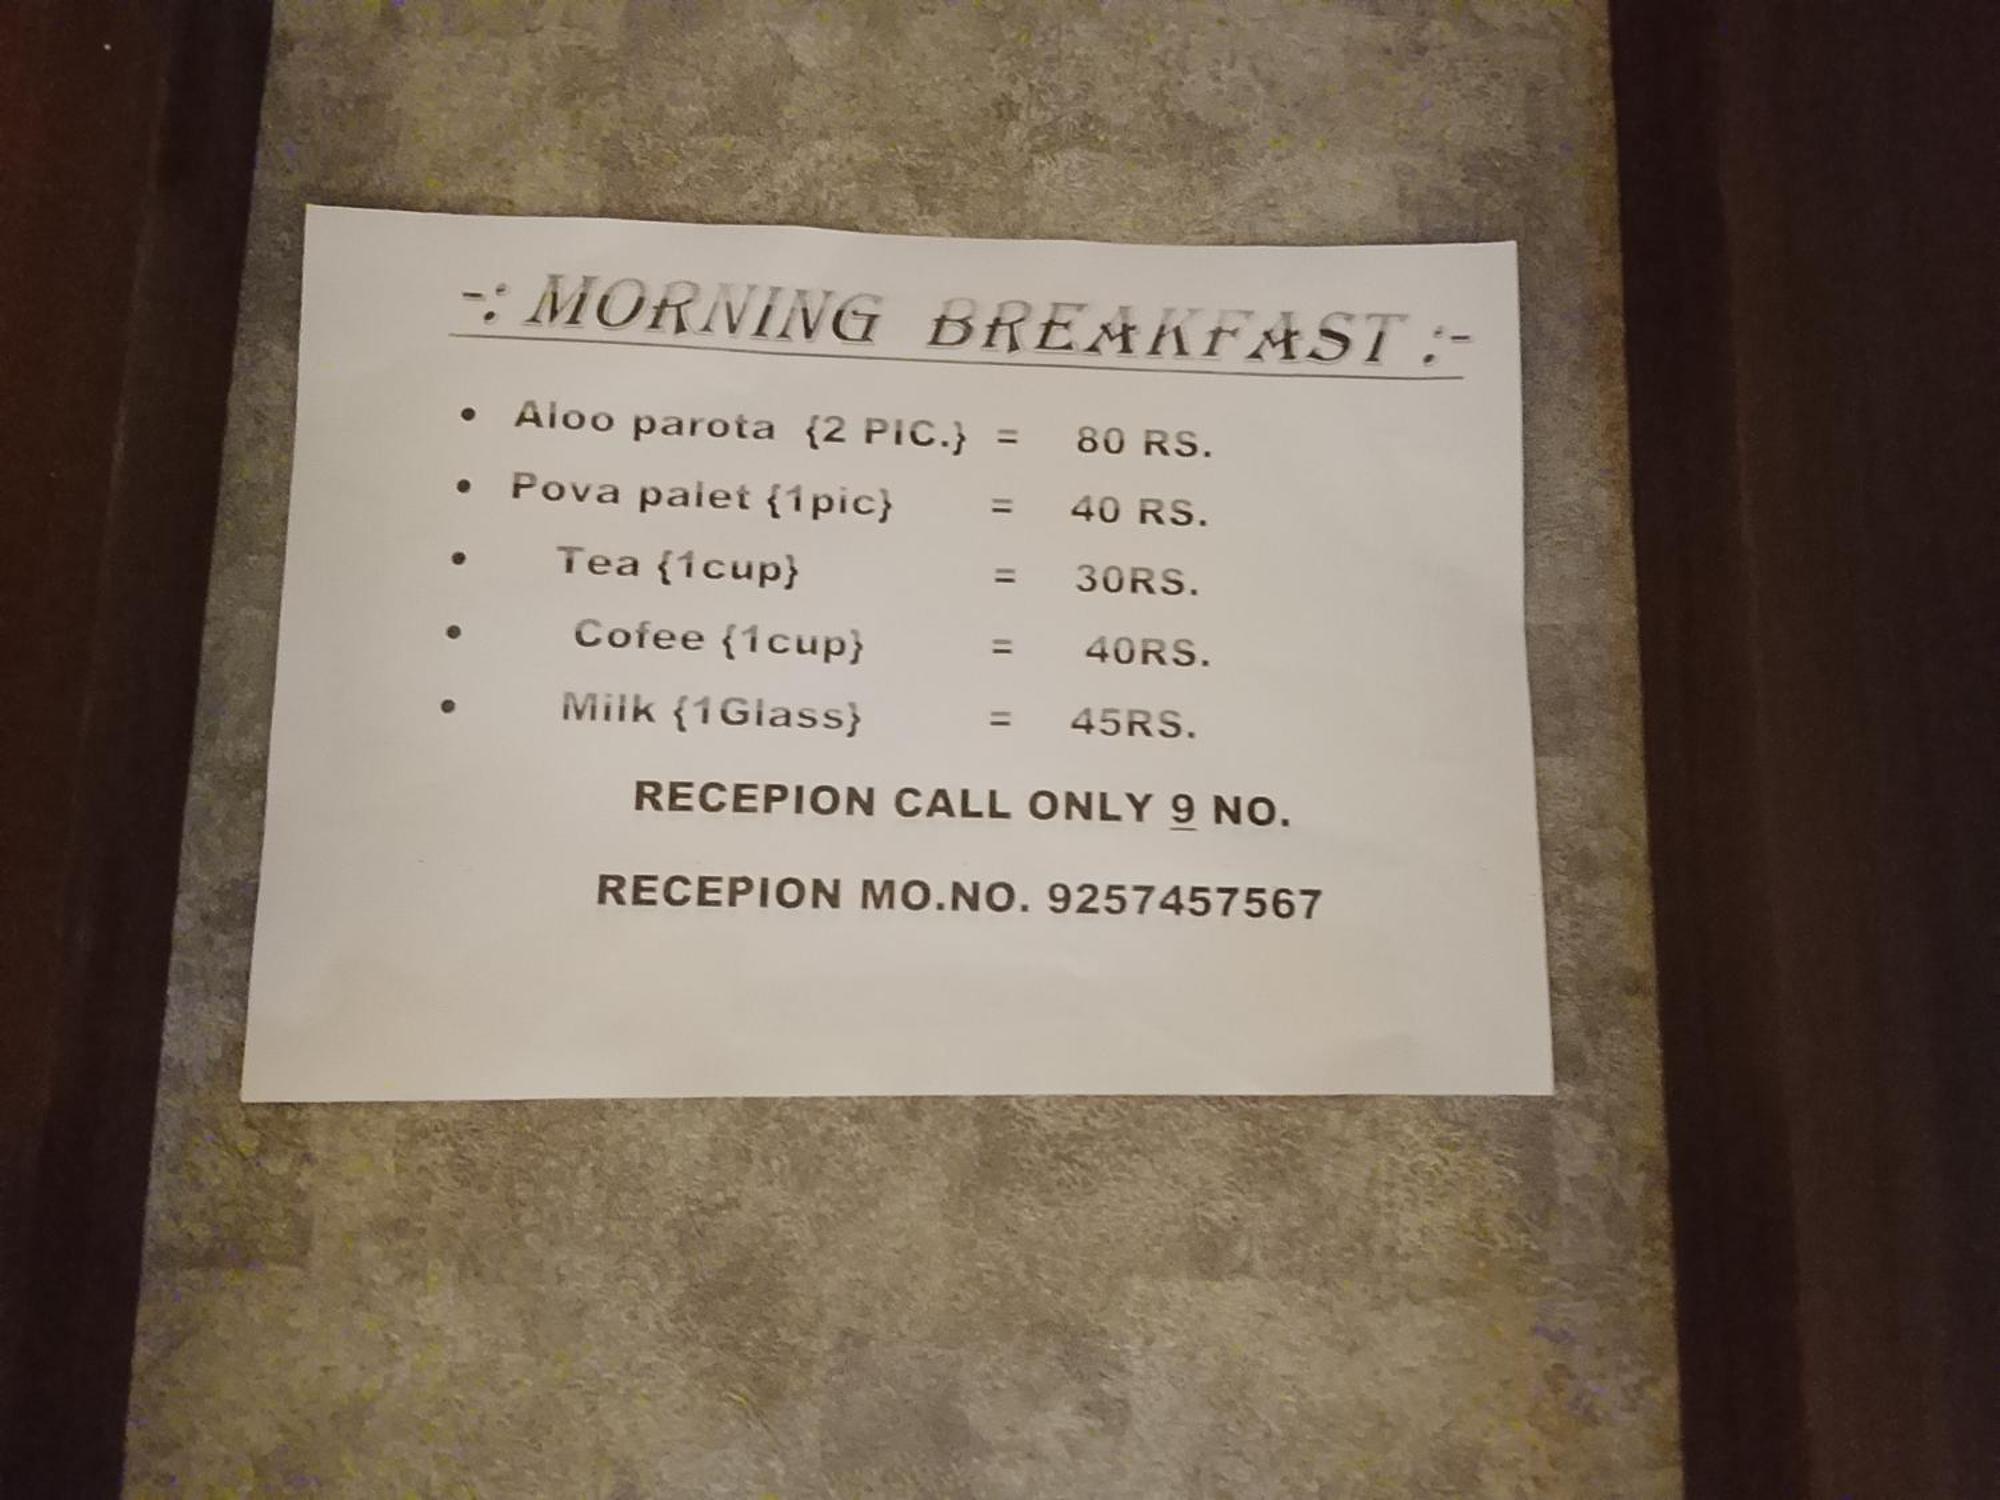 -: MORNING BREAKFAST :-
• Aloo parota {2 PIC.} = 80 RS.
• Pova palet {1pic} = 40 RS.
• Tea {1cup} = 30RS.
• Cofee {1cup} = 40RS.
• Milk {1Glass} = 45RS.
RECEPION CALL ONLY 9 NO.
RECEPION MO.NO. 9257457567